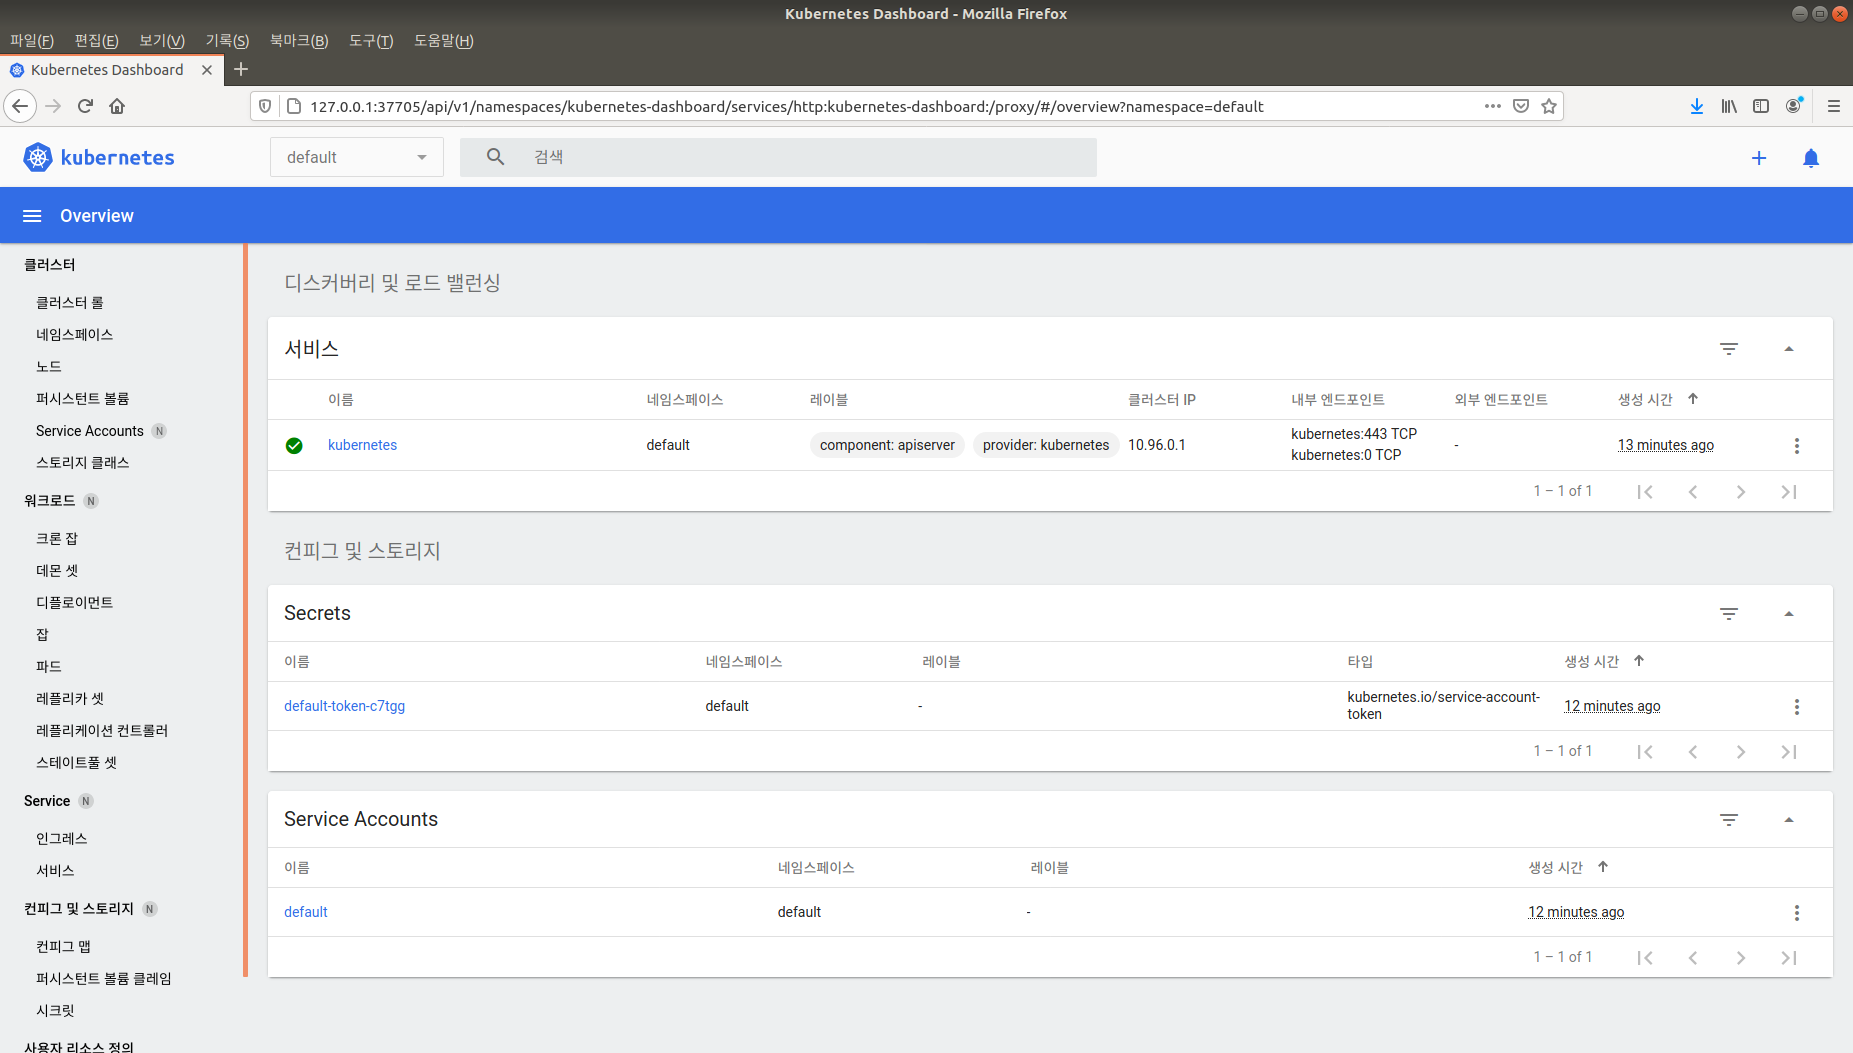 Kubernetes Dashboard - Mozilla Firefox
파일(F) 편집(E) 보기(V) 기록(S) 북마크(B) 도구(T) 도움말(H)
Kubernetes Dashboard
127.0.0.1:37705/api/v1/namespaces/kubernetes-dashboard/services/http:kubernetes-dashboard:/proxy/#/overview?namespace=default
kubernetes
default
검색
Overview
클러스터
클러스터 롤
네임스페이스
노드
퍼시스턴트 볼륨
Service Accounts N
스토리지 클래스
워크로드 N
크론 잡
데몬 셋
디플로이먼트
잡
파드
레플리카 셋
레플리케이션 컨트롤러
스테이트풀 셋
Service N
인그레스
서비스
컨피그 및 스토리지 N
컨피그 맵
퍼시스턴트 볼륨 클레임
시크릿
사용자 리소스 정의
디스커버리 및 로드 밸런싱
서비스
이름 네임스페이스 레이블 클러스터 IP 내부 엔드포인트 외부 엔드포인트 생성 시간
kubernetes default component: apiserver provider: kubernetes 10.96.0.1 kubernetes:443 TCP - 13 minutes ago
kubernetes:0 TCP
1 – 1 of 1
컨피그 및 스토리지
Secrets
이름 네임스페이스 레이블 타입 생성 시간
default-token-c7tgg default - kubernetes.io/service-account- 12 minutes ago
token
1 – 1 of 1
Service Accounts
이름 네임스페이스 레이블 생성 시간
default default - 12 minutes ago
1 – 1 of 1